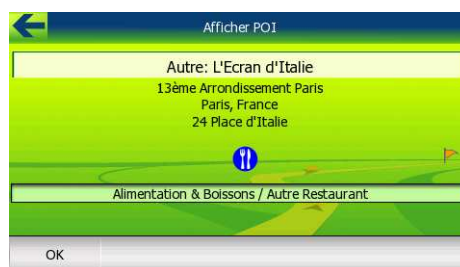 Afficher POI
Autre: L'Ecran d'Italie
13ème Arrondissement Paris
Paris, France
24 Place d'Italie
Alimentation & Boissons / Autre Restaurant
OK